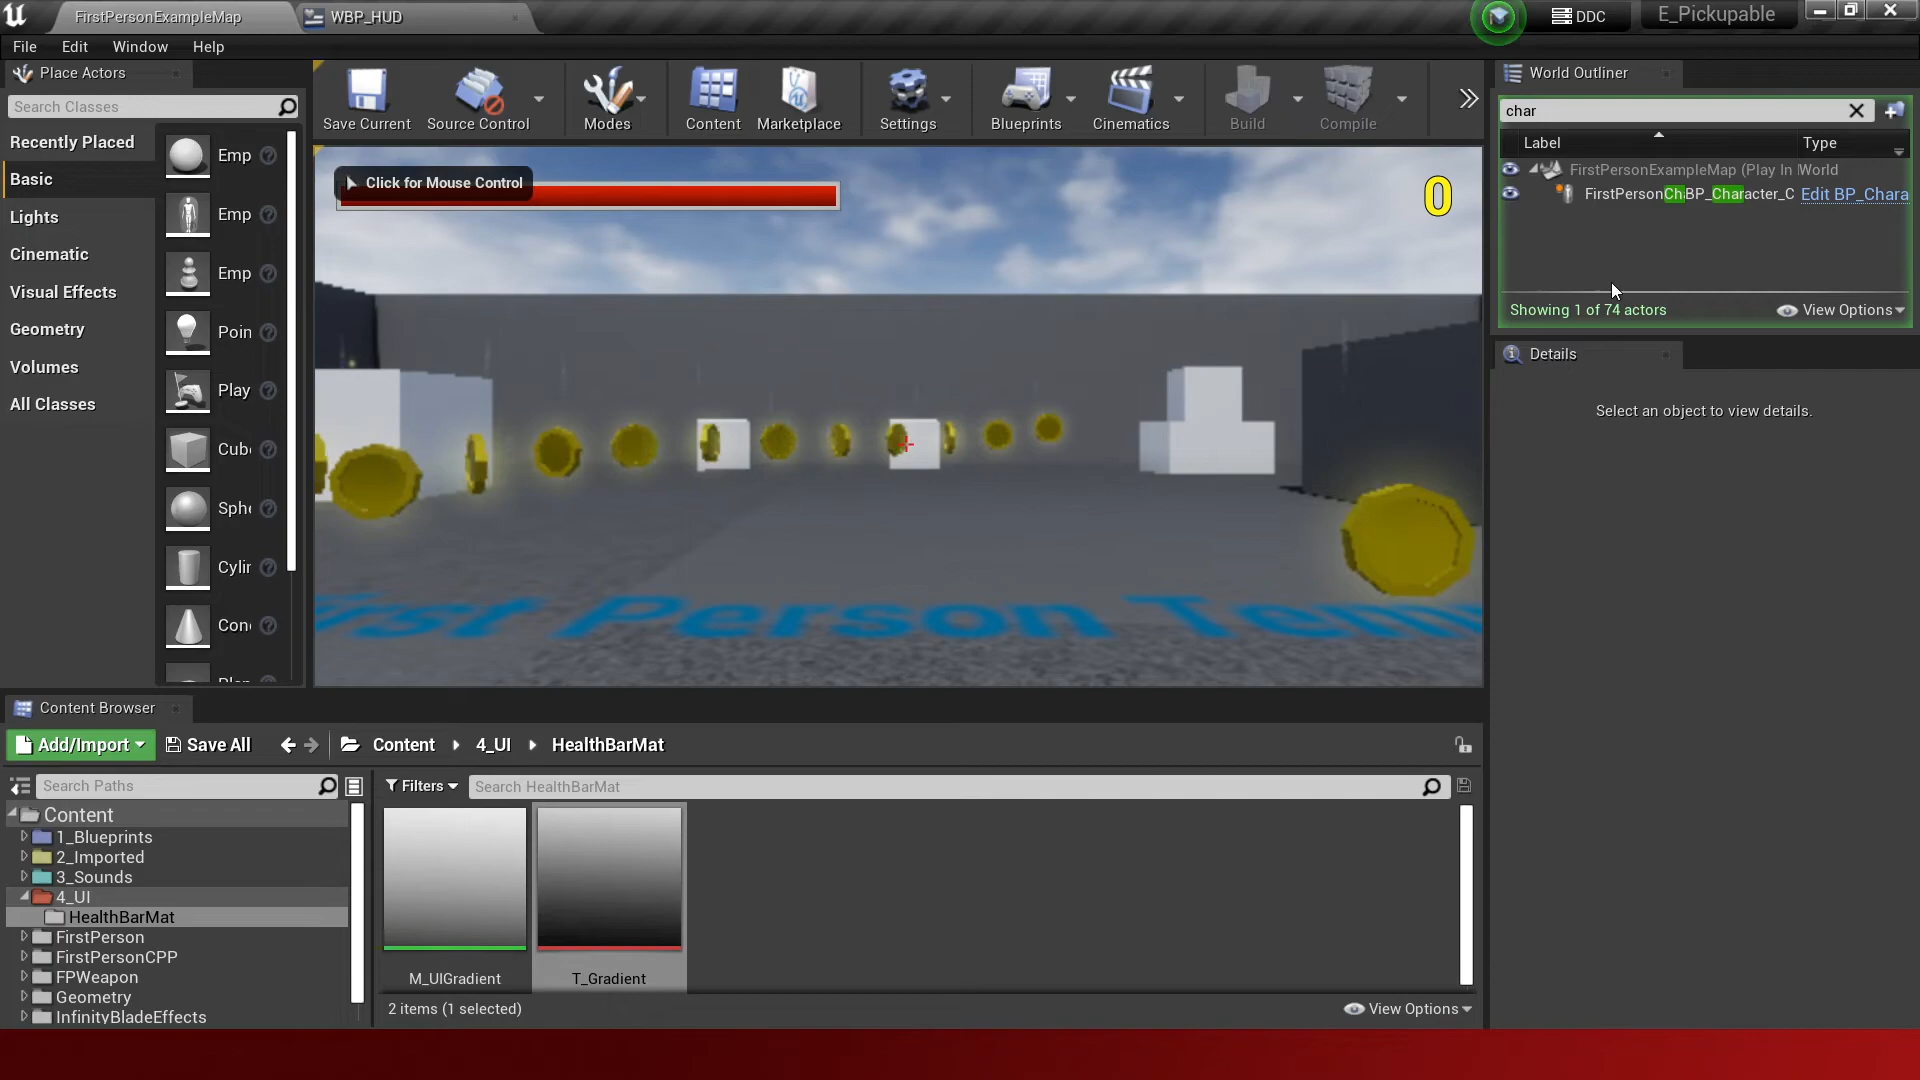 FirstPersonExampleMap
WBP_HUD
DDC
E_Pickupable
File Edit Window Help
Place Actors
Search Classes
Recently Placed
Basic
Lights
Cinematic
Visual Effects
Geometry
Volumes
All Classes
Emp
Emp
Emp
Poin
Play
Cub
Sphe
Cylir
Con
Save Current
Source Control
Modes
Content
Marketplace
Settings
Blueprints
Cinematics
Build
Compile
Click for Mouse Control
0
First Person Tem
World Outliner
char
Label Type
FirstPersonExampleMap (Play In World
FirstPersonChBP_Character_C Edit BP_Chara
Showing 1 of 74 actors
View Options
Details
Select an object to view details.
Content Browser
Add/Import
Save All
Content 4_UI HealthBarMat
Search Paths
Filters
Search HealthBarMat
Content
1_Blueprints
2_Imported
3_Sounds
4_UI
HealthBarMat
FirstPerson
FirstPersonCPP
FPWeapon
Geometry
InfinityBladeEffects
M_UIGradient
T_Gradient
2 items (1 selected)
View Options